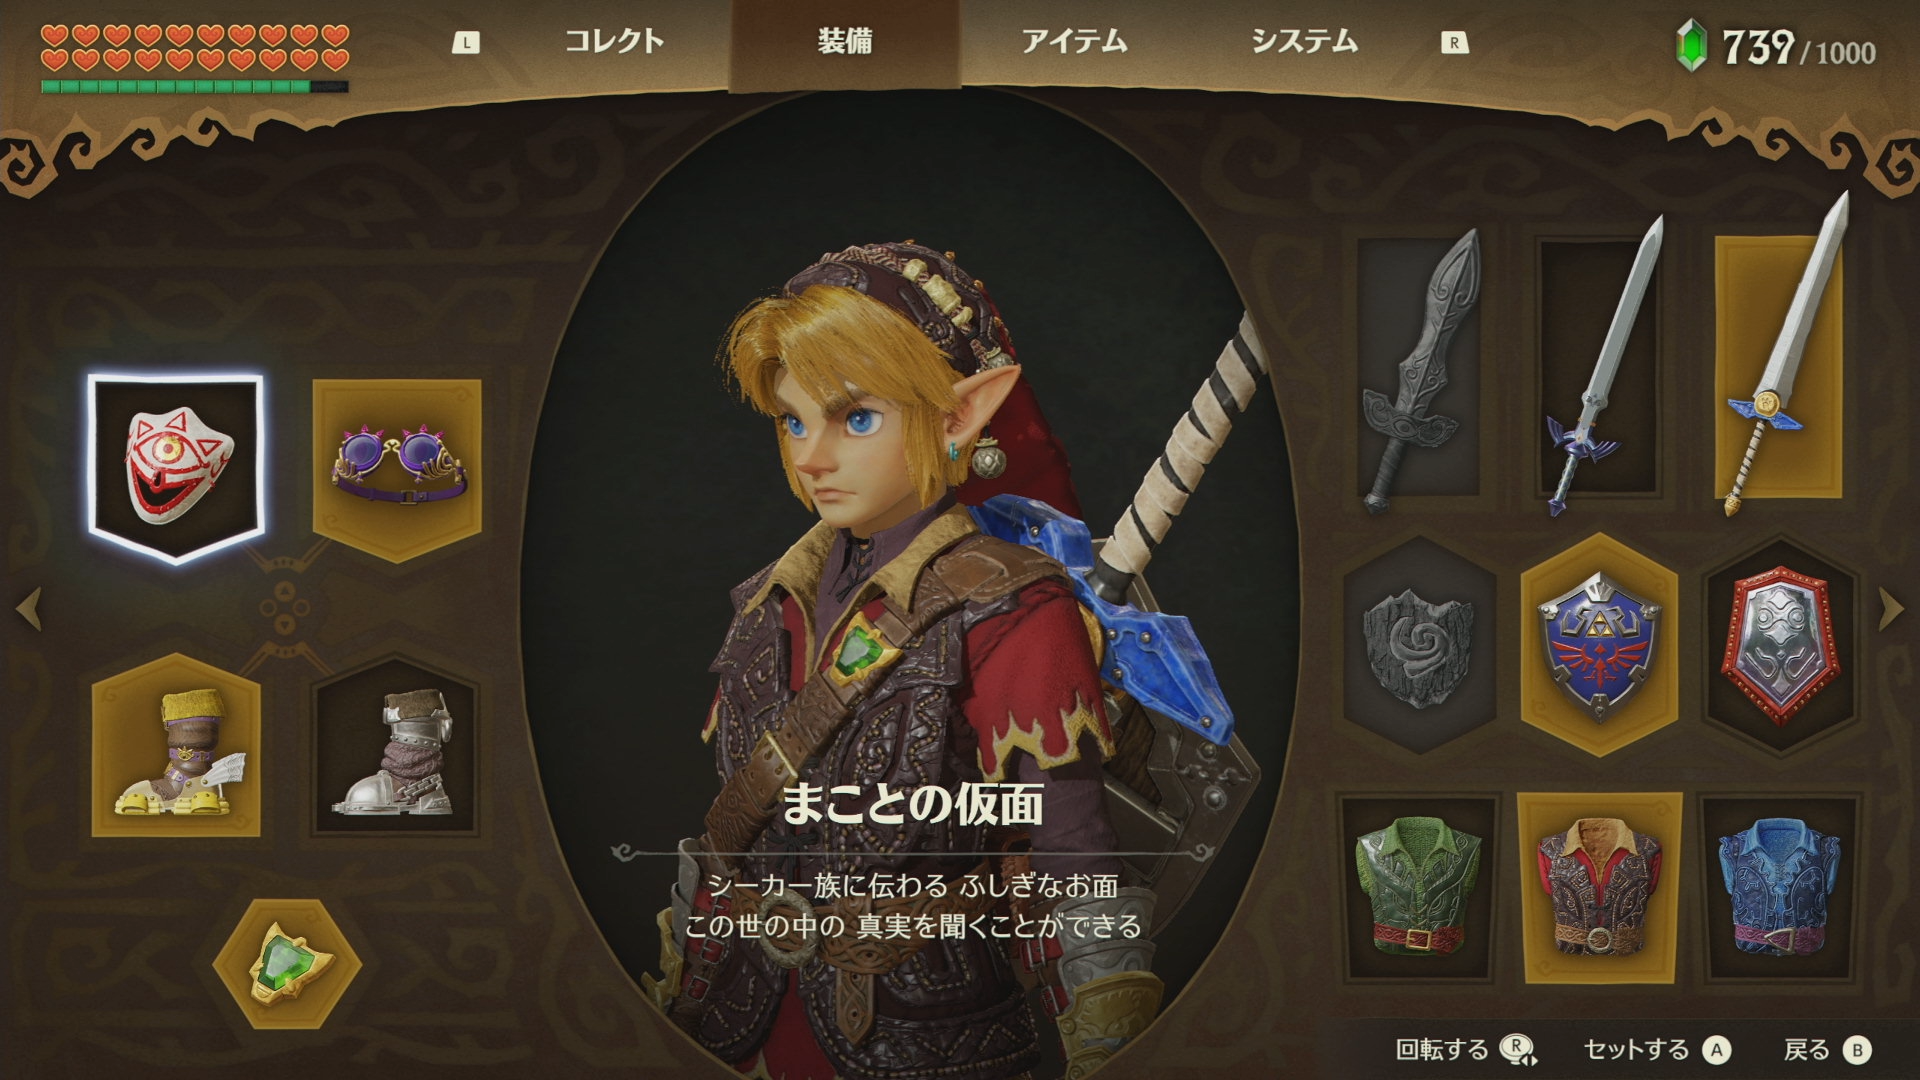 L コレクト 装備 アイテム システム R 739/1000
まことの仮面
シーカー族に伝わる ふしぎなお面
この世の中の 真実を聞くことができる
回転する R セットする A 戻る B